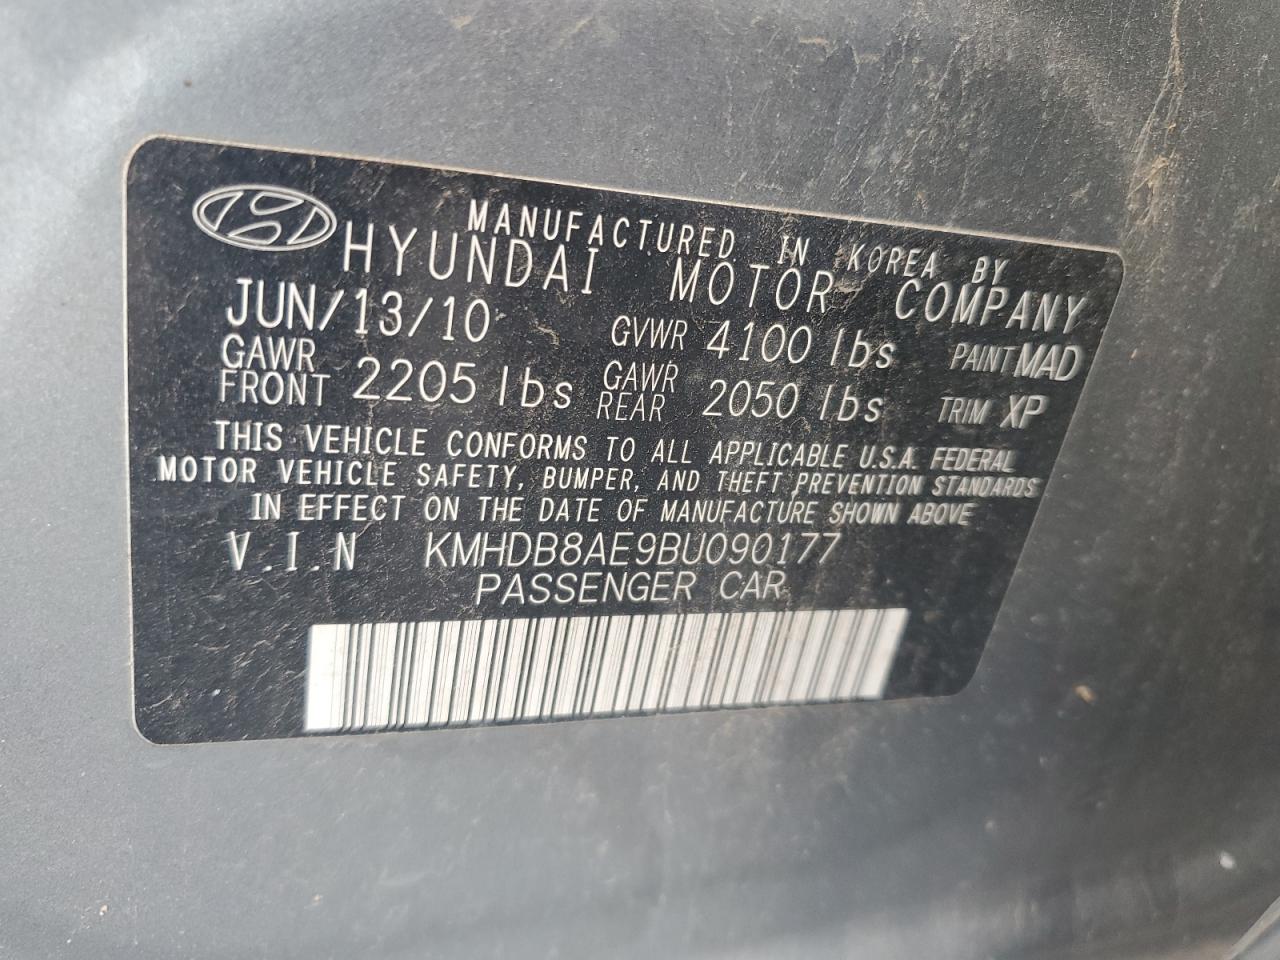 MANUFACTURED IN KOREA BY
HYUNDAI MOTOR COMPANY
JUN/13/10 GVWR 4100 lbs PAINT MAD
GAWR FRONT 2205 lbs GAWR REAR 2050 lbs TRIM XP
THIS VEHICLE CONFORMS TO ALL APPLICABLE U.S.A. FEDERAL
MOTOR VEHICLE SAFETY, BUMPER, AND THEFT PREVENTION STANDARDS
IN EFFECT ON THE DATE OF MANUFACTURE SHOWN ABOVE
V.I.N KMHDB8AE9BU090177
PASSENGER CAR